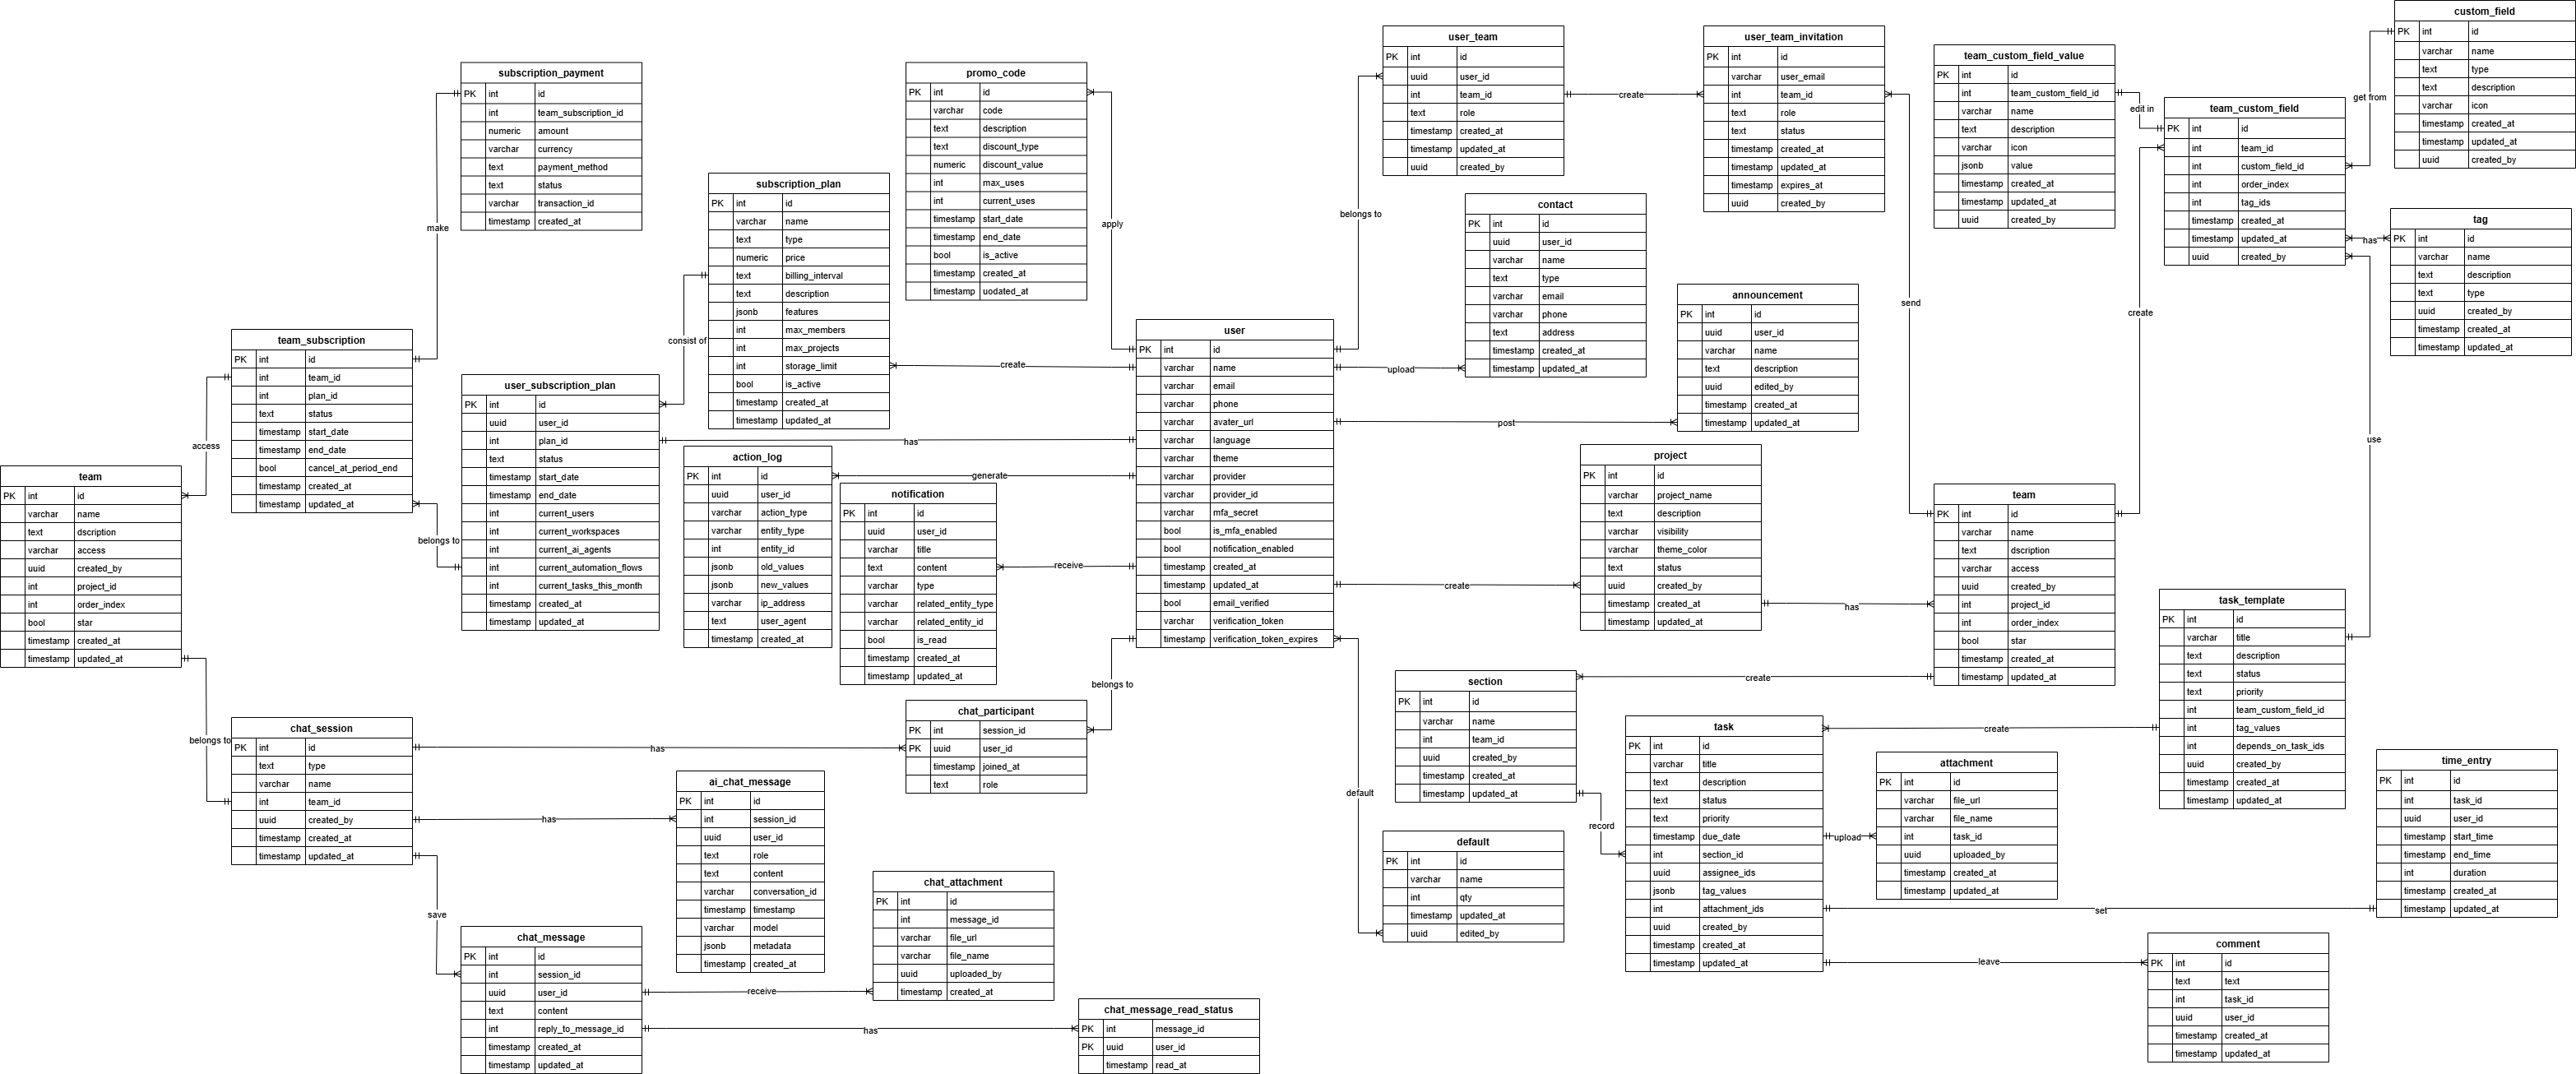 custom_field
PK int id
varchar name
text type
text description
varchar icon
timestamp created_at
timestamp updated_at
uuid created_by
get from
user_team
PK int id
uuid user_id
int team_id
text role
timestamp created_at
timestamp updated_at
uuid created_by
create
user_team_invitation
PK int id
varchar user_email
int team_id
text role
text status
timestamp created_at
timestamp updated_at
timestamp expires_at
uuid created_by
team_custom_field_value
PK int id
int team_custom_field_id
varchar name
text description
varchar icon
jsonb value
timestamp created_at
timestamp updated_at
uuid created_by
edit in
team_custom_field
PK int id
int team_id
int custom_field_id
int order_index
int tag_ids
timestamp created_at
timestamp updated_at
uuid created_by
has
tag
PK int id
varchar name
text description
text type
uuid created_by
timestamp created_at
timestamp updated_at
subscription_payment
PK int id
int team_subscription_id
numeric amount
varchar currency
text payment_method
text status
varchar transaction_id
timestamp created_at
make
promo_code
PK int id
varchar code
text description
text discount_type
numeric discount_value
int max_uses
int current_uses
timestamp start_date
timestamp end_date
bool is_active
timestamp created_at
timestamp uodated_at
apply
subscription_plan
PK int id
varchar name
text type
numeric price
text billing_interval
text description
jsonb features
int max_members
int max_projects
int storage_limit
bool is_active
timestamp created_at
timestamp updated_at
consist of
create
belongs to
contact
PK int id
uuid user_id
varchar name
text type
varchar email
varchar phone
text address
timestamp created_at
timestamp updated_at
upload
announcement
PK int id
uuid user_id
varchar name
text description
uuid edited_by
timestamp created_at
timestamp updated_at
post
send
create
use
user
PK int id
varchar name
varchar email
varchar phone
varchar avater_url
varchar language
varchar theme
varchar provider
varchar provider_id
varchar mfa_secret
bool is_mfa_enabled
bool notification_enabled
timestamp created_at
timestamp updated_at
bool email_verified
varchar verification_token
timestamp verification_token_expires
team_subscription
PK int id
int team_id
int plan_id
text status
timestamp start_date
timestamp end_date
bool cancel_at_period_end
timestamp created_at
timestamp updated_at
access
belongs to
user_subscription_plan
PK int id
uuid user_id
int plan_id
text status
timestamp start_date
timestamp end_date
int current_users
int current_workspaces
int current_ai_agents
int current_automation_flows
int current_tasks_this_month
timestamp created_at
timestamp updated_at
has
action_log
PK int id
uuid user_id
varchar action_type
varchar entity_type
int entity_id
jsonb old_values
jsonb new_values
varchar ip_address
text user_agent
timestamp created_at
generate
notification
PK int id
uuid user_id
varchar title
text content
varchar type
varchar related_entity_type
varchar related_entity_id
bool is_read
timestamp created_at
timestamp updated_at
receive
team
PK int id
varchar name
text dscription
varchar access
uuid created_by
int project_id
int order_index
bool star
timestamp created_at
timestamp updated_at
belongs to
project
PK int id
varchar project_name
text description
varchar visibility
varchar theme_color
text status
uuid created_by
timestamp created_at
timestamp updated_at
create
has
team
PK int id
varchar name
text dscription
varchar access
uuid created_by
int project_id
int order_index
bool star
timestamp created_at
timestamp updated_at
create
task_template
PK int id
varchar title
text description
text status
text priority
int team_custom_field_id
int tag_values
int depends_on_task_ids
uuid created_by
timestamp created_at
timestamp updated_at
create
section
PK int id
varchar name
int team_id
uuid created_by
timestamp created_at
timestamp updated_at
record
default
default
PK int id
varchar name
int qty
timestamp updated_at
uuid edited_by
task
PK int id
varchar title
text description
text status
text priority
timestamp due_date
int section_id
uuid assignee_ids
jsonb tag_values
int attachment_ids
uuid created_by
timestamp created_at
timestamp updated_at
upload
attachment
PK int id
varchar file_url
varchar file_name
int task_id
uuid uploaded_by
timestamp created_at
timestamp updated_at
time_entry
PK int id
int task_id
uuid user_id
timestamp start_time
timestamp end_time
int duration
timestamp created_at
timestamp updated_at
set
leave
comment
PK int id
text text
int task_id
uuid user_id
timestamp created_at
timestamp updated_at
chat_session
PK int id
text type
varchar name
int team_id
uuid created_by
timestamp created_at
timestamp updated_at
has
belongs to
chat_participant
PK int session_id
PK uuid user_id
timestamp joined_at
text role
has
ai_chat_message
PK int id
int session_id
uuid user_id
text role
text content
varchar conversation_id
timestamp timestamp
varchar model
jsonb metadata
timestamp created_at
save
chat_message
PK int id
int session_id
uuid user_id
text content
int reply_to_message_id
timestamp created_at
timestamp updated_at
receive
chat_attachment
PK int id
int message_id
varchar file_url
varchar file_name
uuid uploaded_by
timestamp created_at
has
chat_message_read_status
PK int message_id
PK uuid user_id
timestamp read_at